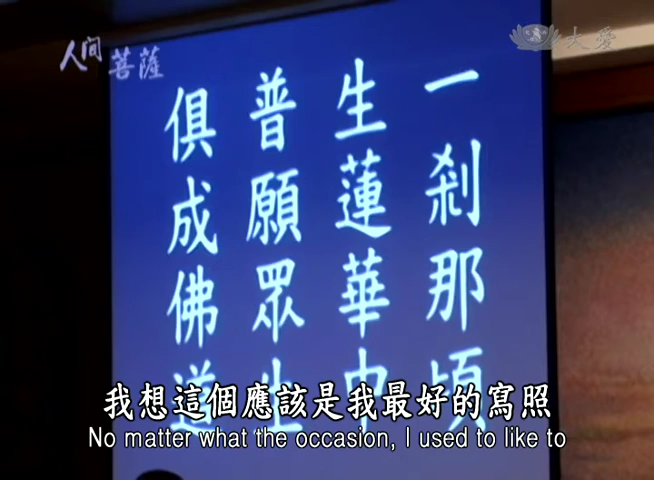 人间
菩薩
大愛
一剎那頃
生蓮華中
普願眾生
俱成佛道
我想這個應該是我最好的寫照
No matter what the occasion, I used to like to